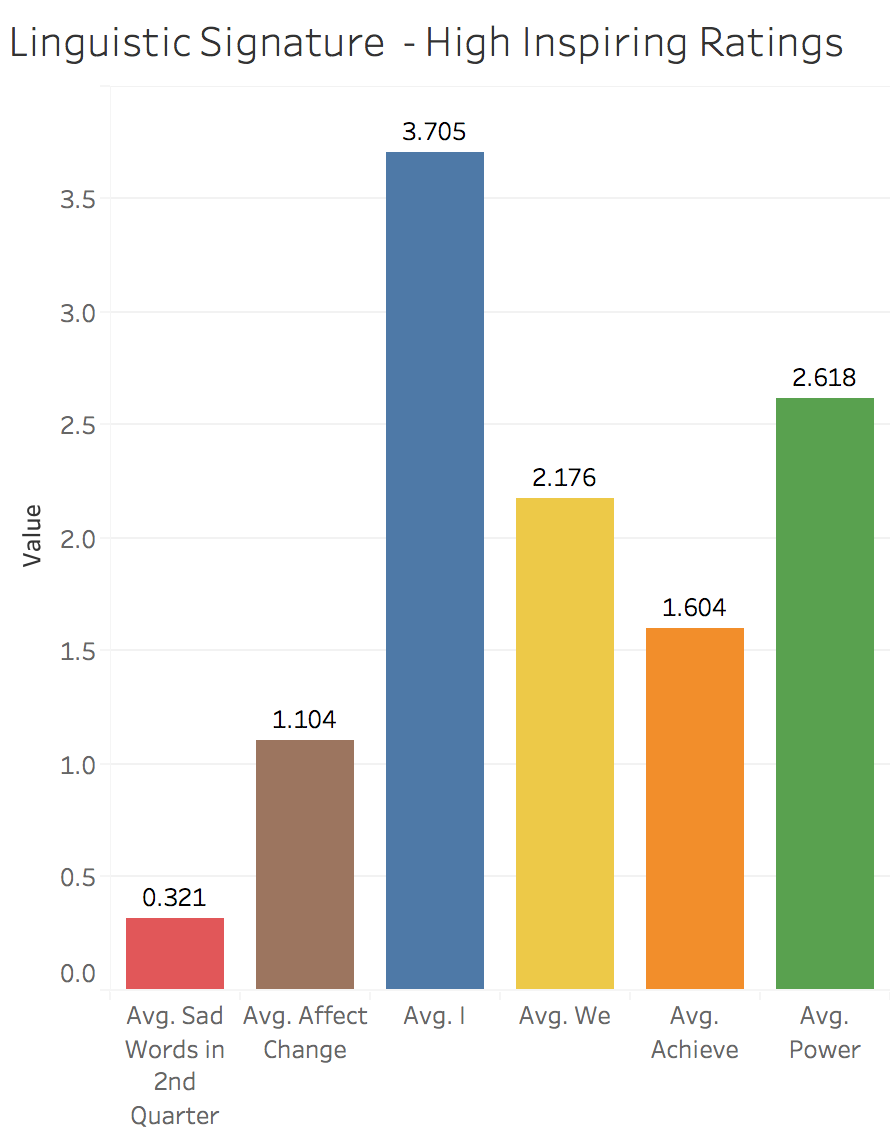 Linguistic Signature - High Inspiring Ratings
3.705
3.5
3.0
2.618
2.5
2.176
Value
2.0
1.604
1.5
1.104
1.0
0.5
0.321
0.0
Avg. Sad Avg. Affect Avg. I Avg. We Avg. Avg.
Words in Change Achieve Power
2nd
Quarter